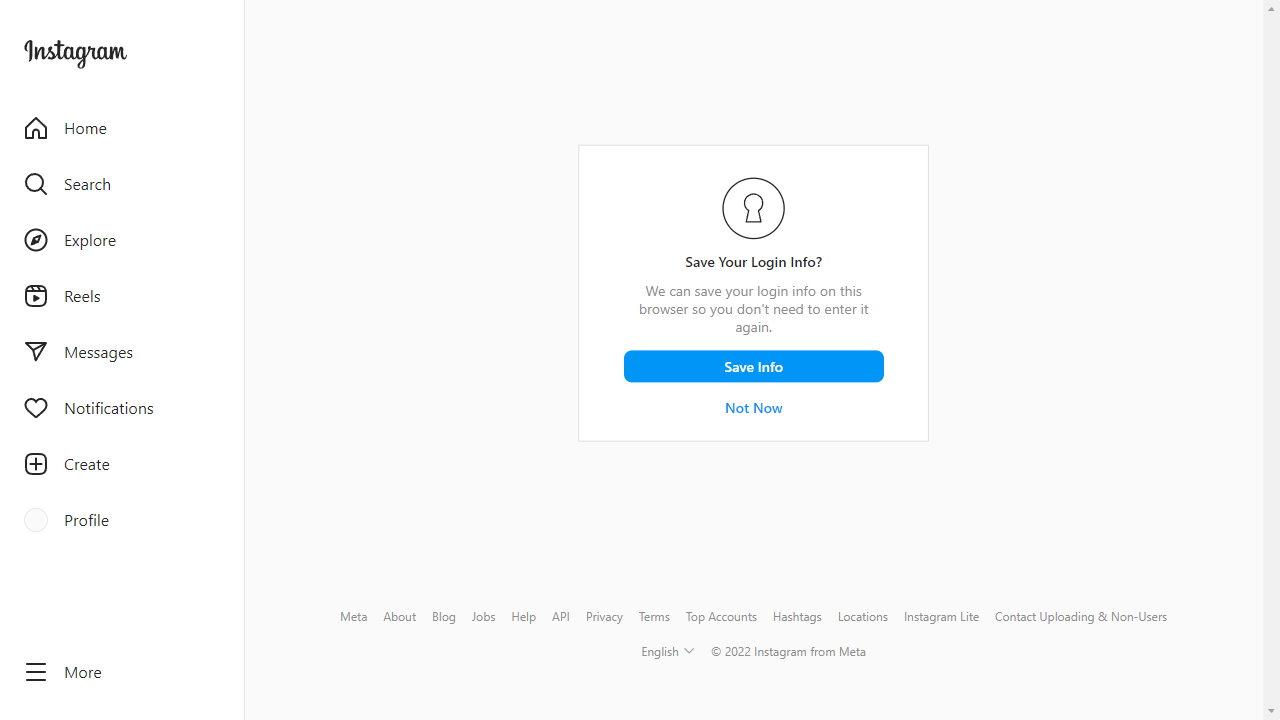 Instagram
Home
Search
Explore
Reels
Messages
Notifications
Create
Profile
More
Save Your Login Info?
We can save your login info on this
browser so you don't need to enter it
again.
Save Info
Not Now
Meta About Blog Jobs Help API Privacy Terms Top Accounts Hashtags Locations Instagram Lite Contact Uploading & Non-Users
English © 2022 Instagram from Meta